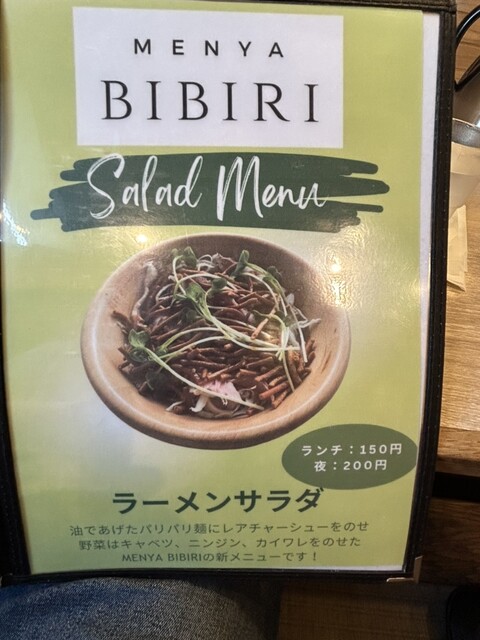 MENYA
BIBIRI
Salad Menu
ランチ：150円
夜：200円
ラーメンサラダ
油であげたパリパリ麺にレアチャーシューをのせ
野菜はキャベツ、ニンジン、カイワレをのせた
MENYA BIBIRIの新メニューです！